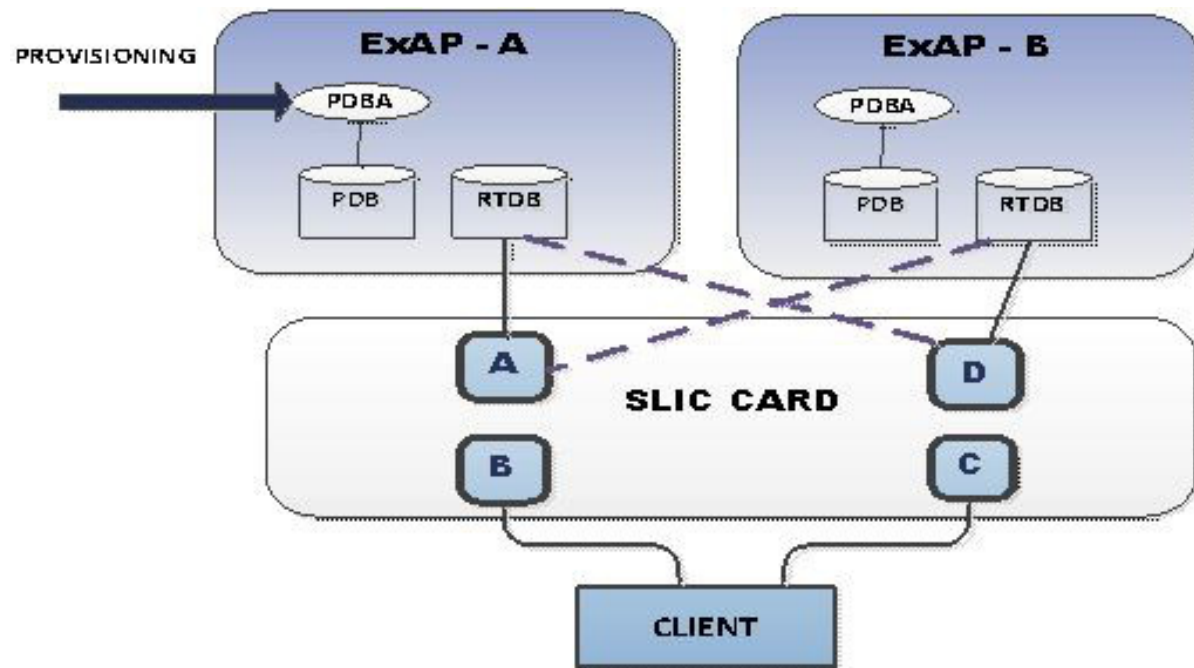 PROVISIONING
ExAP - A
PDBA
PDB
RTDB
ExAP - B
PDBA
PDB
RTDB
A
D
SLIC CARD
B
C
CLIENT